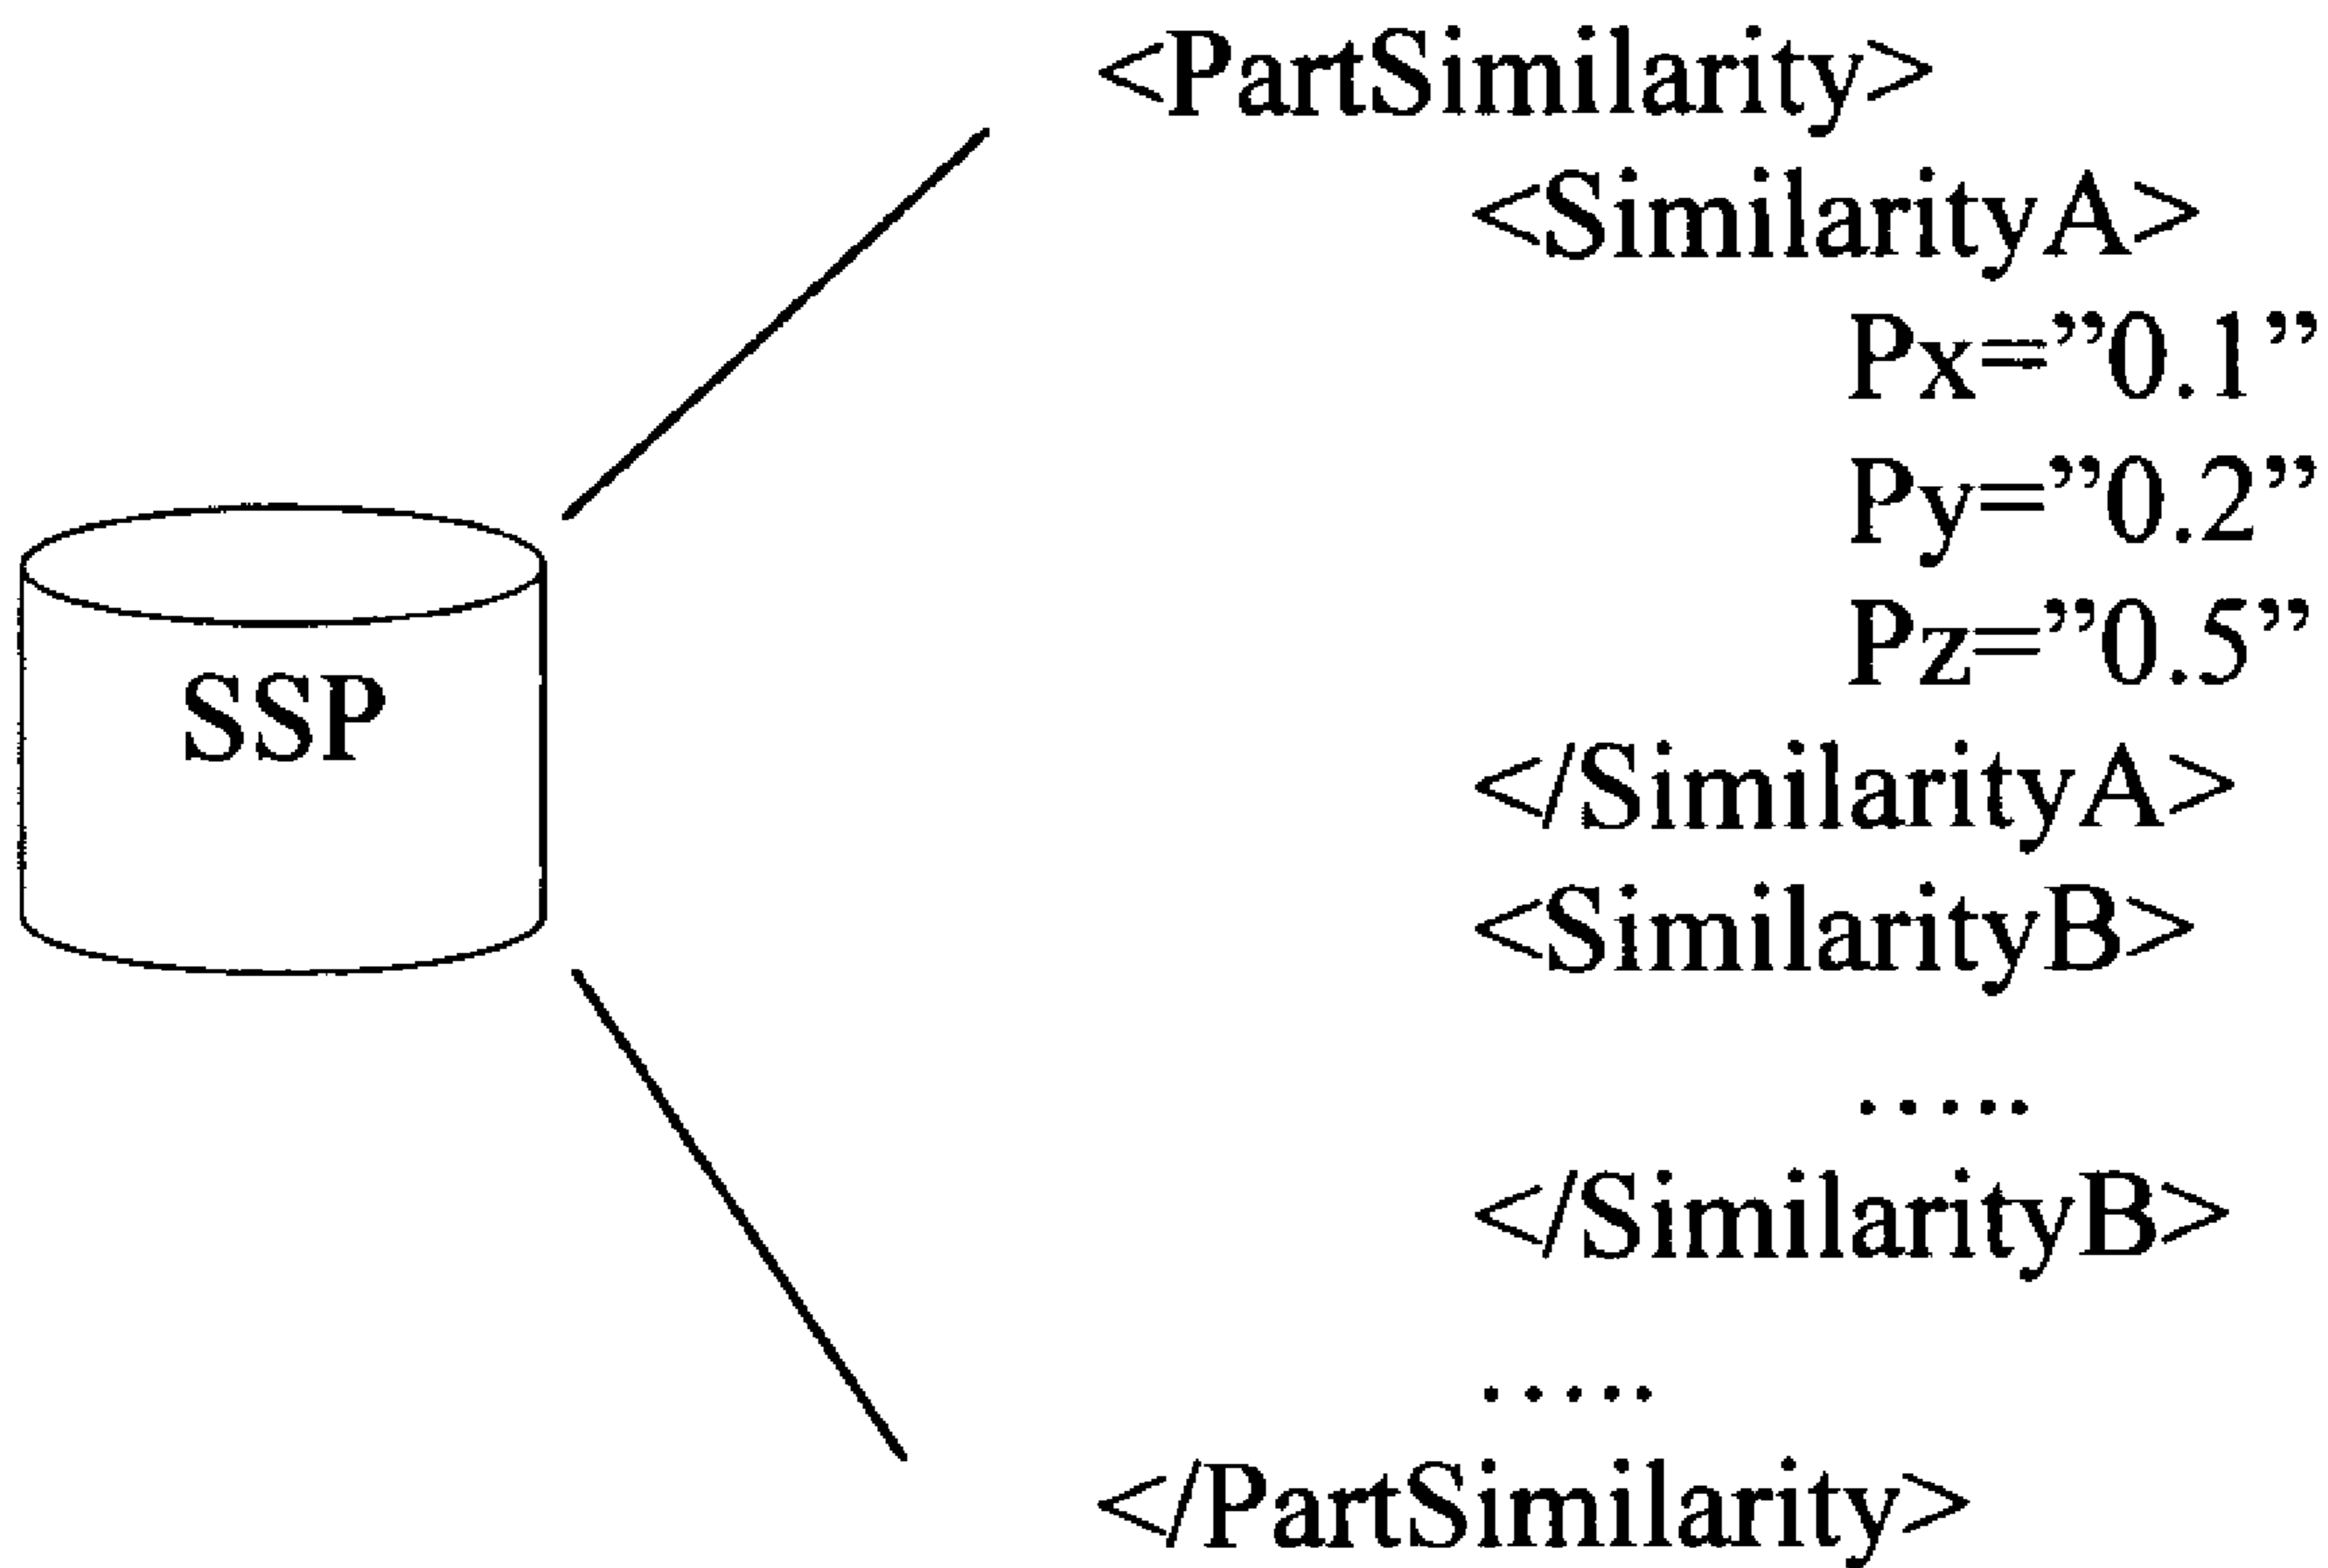 <PartSimilarity>
<SimilarityA>
Px=”0.1”
Py=”0.2”
Pz=”0.5”
SSP
</SimilarityA>
<SimilarityB>
.....
</SimilarityB>
.....
</PartSimilarity>